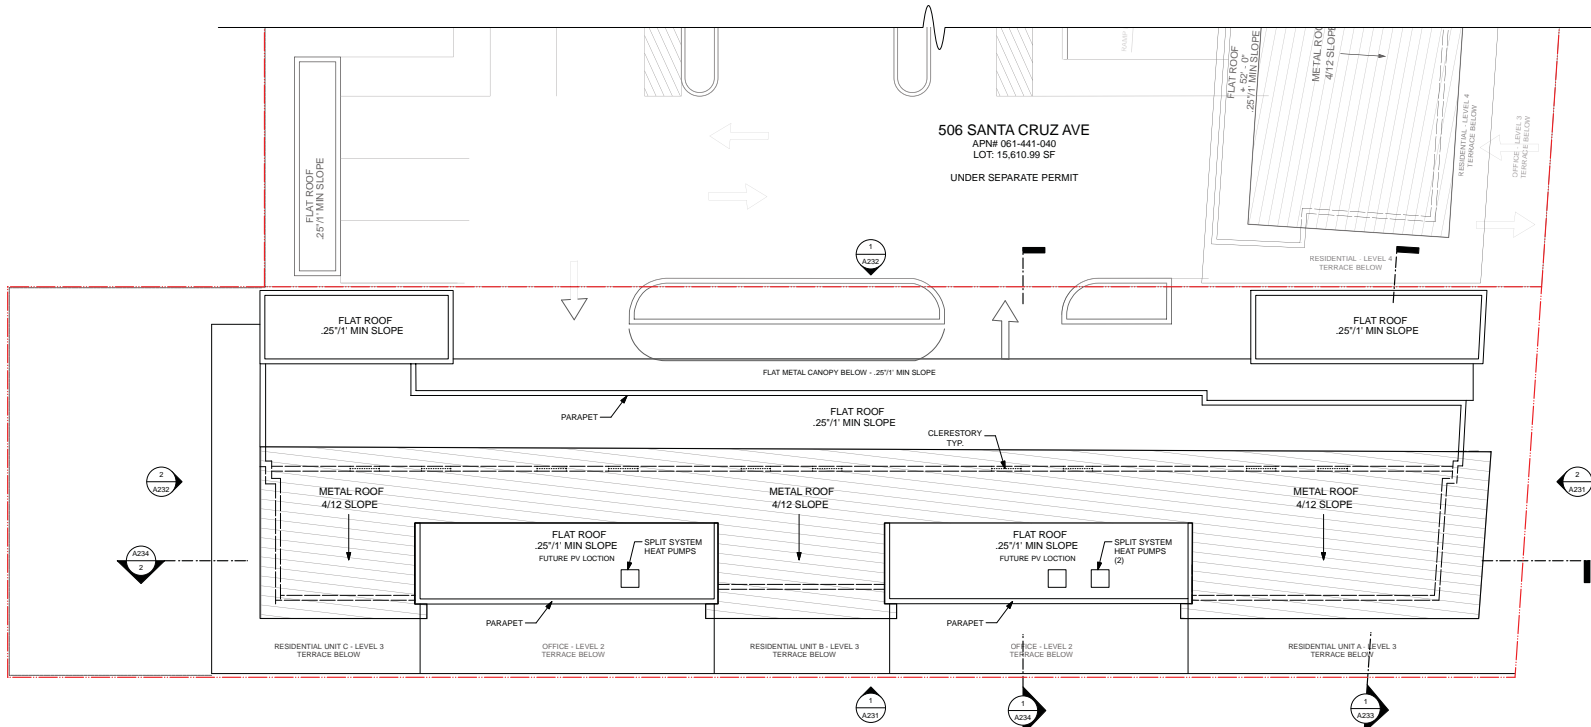 FLAT ROOF
+ 52' - 0"
.25"/1' MIN SLOPE
METAL ROO
4/12 SLOPE
RAMP
506 SANTA CRUZ AVE
APN# 061-441-040
LOT: 15,610.99 SF
UNDER SEPARATE PERMIT
RESIDENTIAL - LEVEL 4
TERRACE BELOW
OFFICE - LEVEL 3
TERRACE BELOW
FLAT ROOF
.25"/1' MIN SLOPE
1
A232
RESIDENTIAL - LEVEL 4
TERRACE BELOW
FLAT ROOF
.25"/1' MIN SLOPE
FLAT ROOF
.25"/1' MIN SLOPE
FLAT METAL CANOPY BELOW - .25"/1' MIN SLOPE
PARAPET
FLAT ROOF
.25"/1' MIN SLOPE
CLERESTORY
TYP.
2
A232
METAL ROOF
4/12 SLOPE
METAL ROOF
4/12 SLOPE
METAL ROOF
4/12 SLOPE
2
A231
FLAT ROOF
.25"/1' MIN SLOPE
FUTURE PV LOCTION
SPLIT SYSTEM
HEAT PUMPS
FLAT ROOF
.25"/1' MIN SLOPE
FUTURE PV LOCTION
SPLIT SYSTEM
HEAT PUMPS
(2)
A234
2
PARAPET
PARAPET
RESIDENTIAL UNIT C - LEVEL 3
TERRACE BELOW
OFFICE - LEVEL 2
TERRACE BELOW
RESIDENTIAL UNIT B - LEVEL 3
TERRACE BELOW
OFFICE - LEVEL 2
TERRACE BELOW
RESIDENTIAL UNIT A - LEVEL 3
TERRACE BELOW
1
A231
1
A234
1
A233